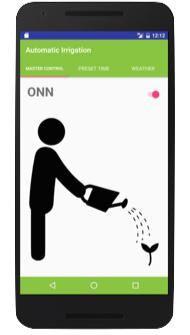 12:12
Automatic Irrigation
MASTER CONTROL PRESET TIME WEATHER
ONN